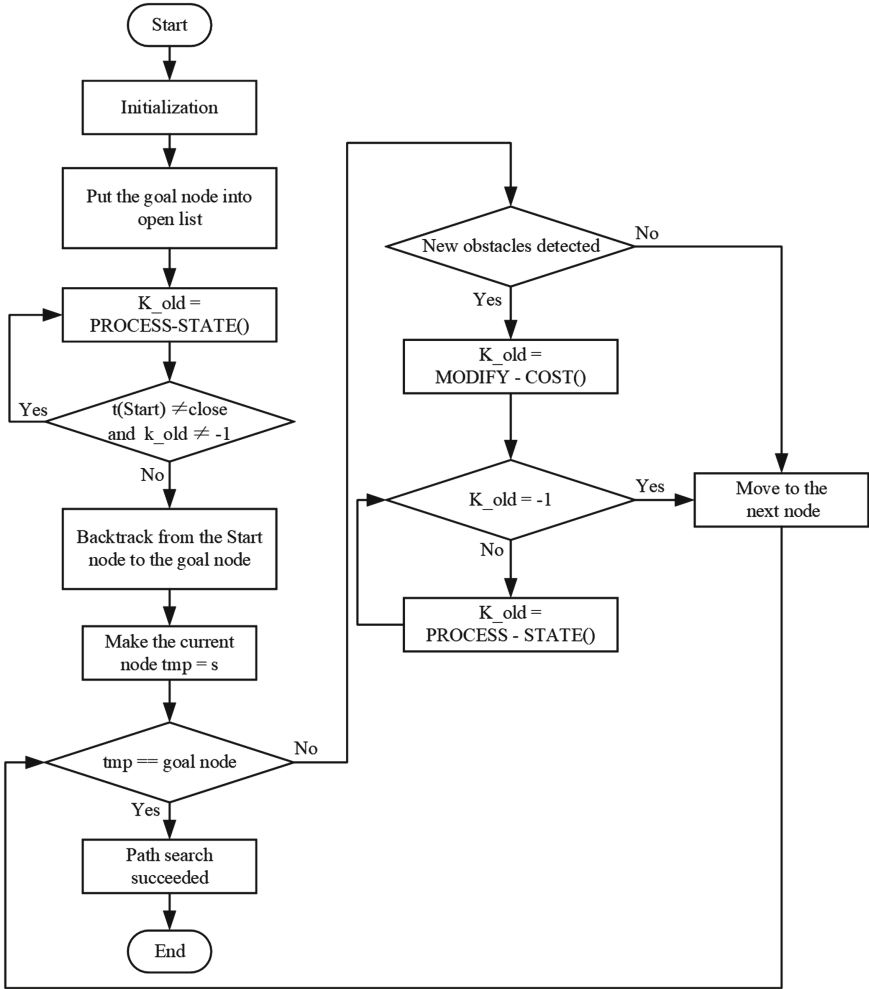 Start
Initialization
Put the goal node into
open list
K_old =
PROCESS-STATE()
t(Start) ≠close
and k_old ≠ -1
Yes
No
Backtrack from the Start
node to the goal node
Make the current
node tmp = s
tmp == goal node
No
Yes
Path search
succeeded
End
New obstacles detected
No
Yes
K_old =
MODIFY - COST()
K_old = -1
Yes
No
K_old =
PROCESS - STATE()
Move to the
next node